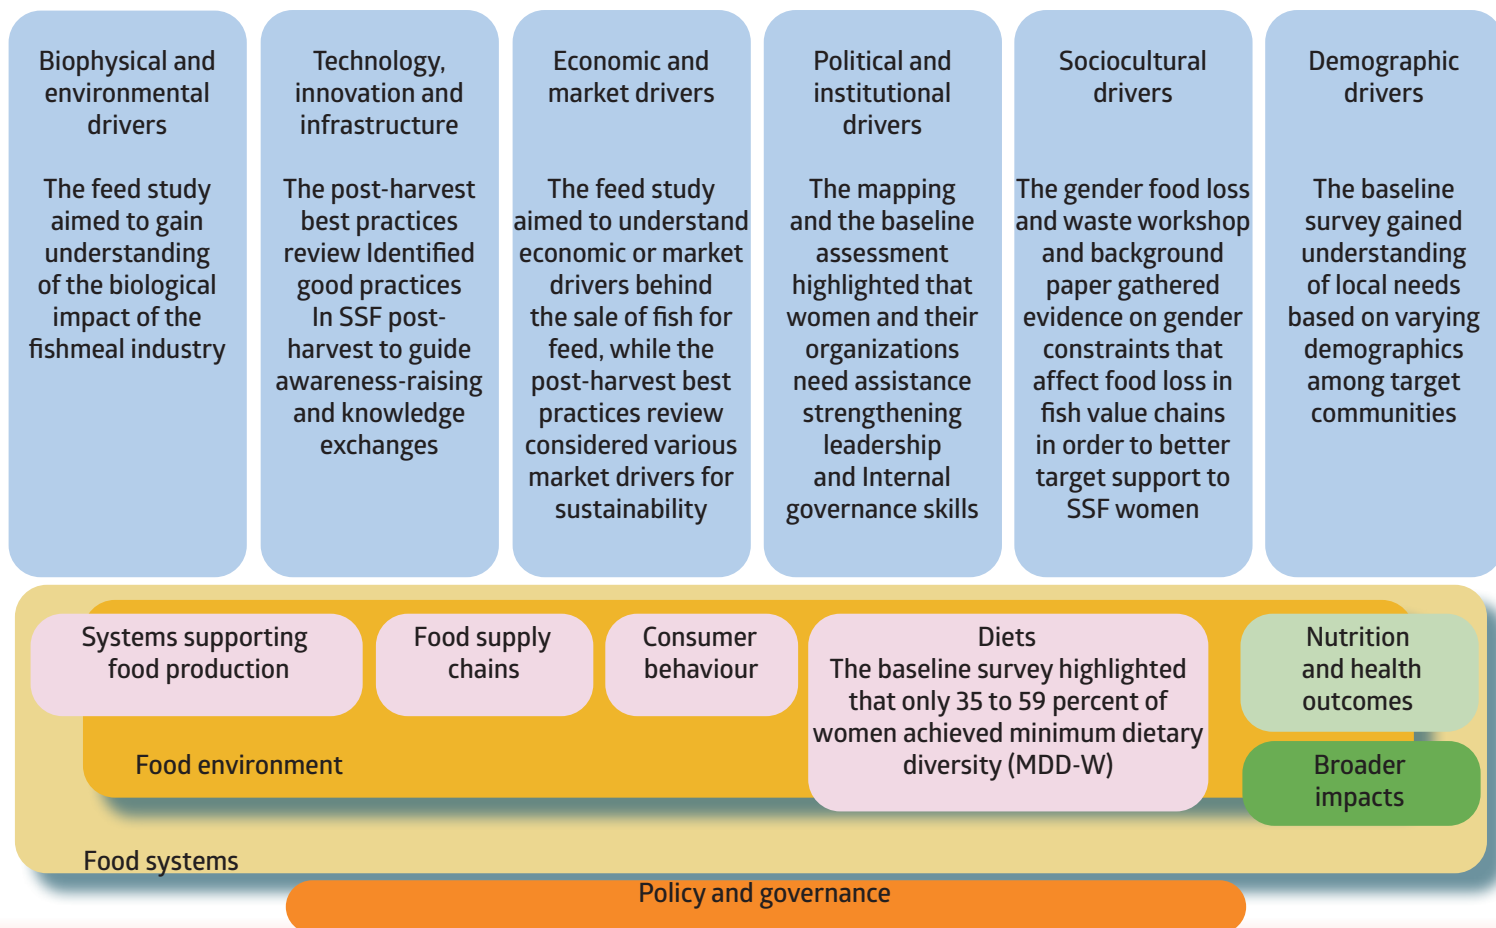 Biophysical and
environmental
drivers
The feed study
aimed to gain
understanding
of the biological
impact of the
fishmeal industry
Technology,
innovation and
infrastructure
The post-harvest
best practices
review Identified
good practices
In SSF post-
harvest to guide
awareness-raising
and knowledge
exchanges
Economic and
market drivers
The feed study
aimed to understand
economic or market
drivers behind
the sale of fish for
feed, while the
post-harvest best
practices review
considered various
market drivers for
sustainability
Political and
institutional
drivers
The mapping
and the baseline
assessment
highlighted that
women and their
organizations
need assistance
strengthening
leadership
and Internal
governance skills
Sociocultural
drivers
The gender food loss
and waste workshop
and background
paper gathered
evidence on gender
constraints that
affect food loss in
fish value chains
in order to better
target support to
SSF women
Demographic
drivers
The baseline
survey gained
understanding
of local needs
based on varying
demographics
among target
communities
Systems supporting
food production
Food supply
chains
Consumer
behaviour
Diets
The baseline survey highlighted
that only 35 to 59 percent of
women achieved minimum dietary
diversity (MDD-W)
Nutrition
and health
outcomes
Food environment
Broader
impacts
Food systems
Policy and governance